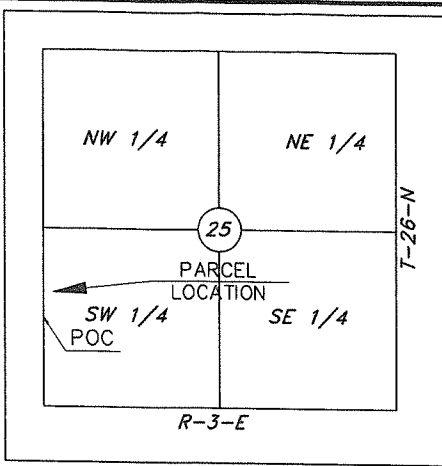 NW 1/4
NE 1/4
25
T-26-N
PARCEL
LOCATION
SW 1/4
SE 1/4
POC
R-3-E